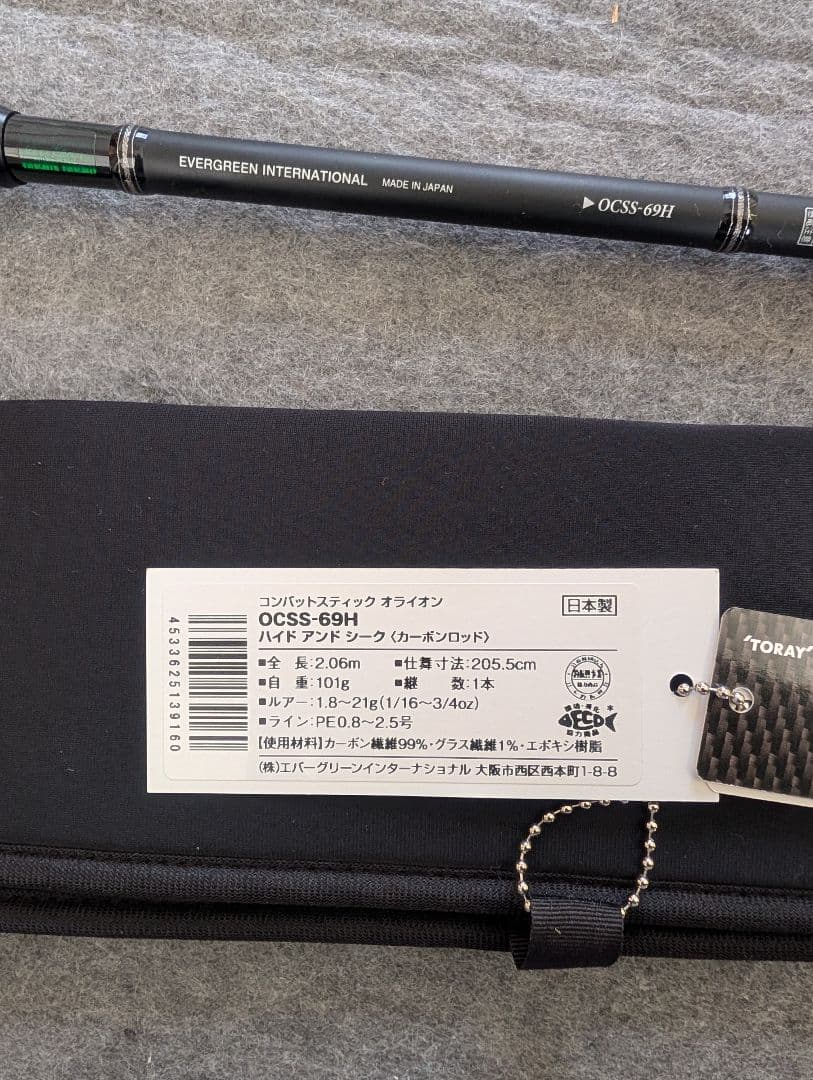 EVERGREEN INTERNATIONAL MADE IN JAPAN
▶OCSS-69H
コンバットスティック オライオン
日本製
OCSS-69H
ハイド アンド シーク〈カーボンロッド〉
■全 長:2.06m ■仕舞寸法:205.5cm
■自 重:101g ■継 数:1本
■ルアー:1.8～21g(1/16～3/4oz)
■ライン:PE0.8～2.5号
【使用材料】カーボン繊維99%・グラス繊維1%・エポキシ樹脂
(株)エバーグリーンインターナショナル 大阪市西区西本町1-8-8
4533625139160
FECO
'TORAY'